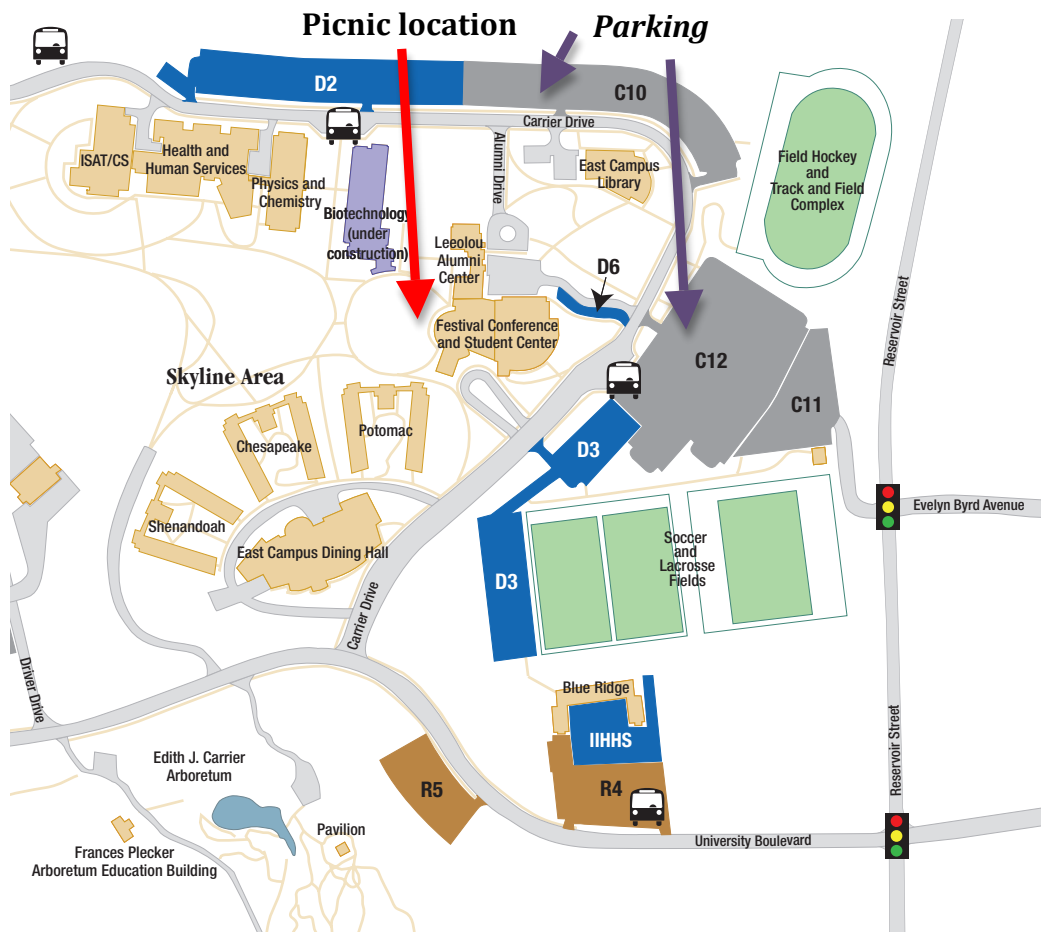 Picnic location
Parking
D2
C10
Carrier Drive
Alumni Drive
ISAT/CS
Health and
Human Services
Physics and
Chemistry
East Campus
Library
Field Hockey
and
Track and Field
Complex
Biotechnology
(under
construction)
Leeolou
Alumni
Center
D6
Festival Conference
and Student Center
Reservoir Street
C12
Skyline Area
C11
Potomac
Chesapeake
D3
Evelyn Byrd Avenue
Shenandoah
East Campus Dining Hall
Soccer
and
Lacrosse
Fields
D3
Carrier Drive
Driver Drive
Blue Ridge
IIHHS
Reservoir Street
Edith J. Carrier
Arboretum
R5
R4
Pavilion
University Boulevard
Frances Plecker
Arboretum Education Building